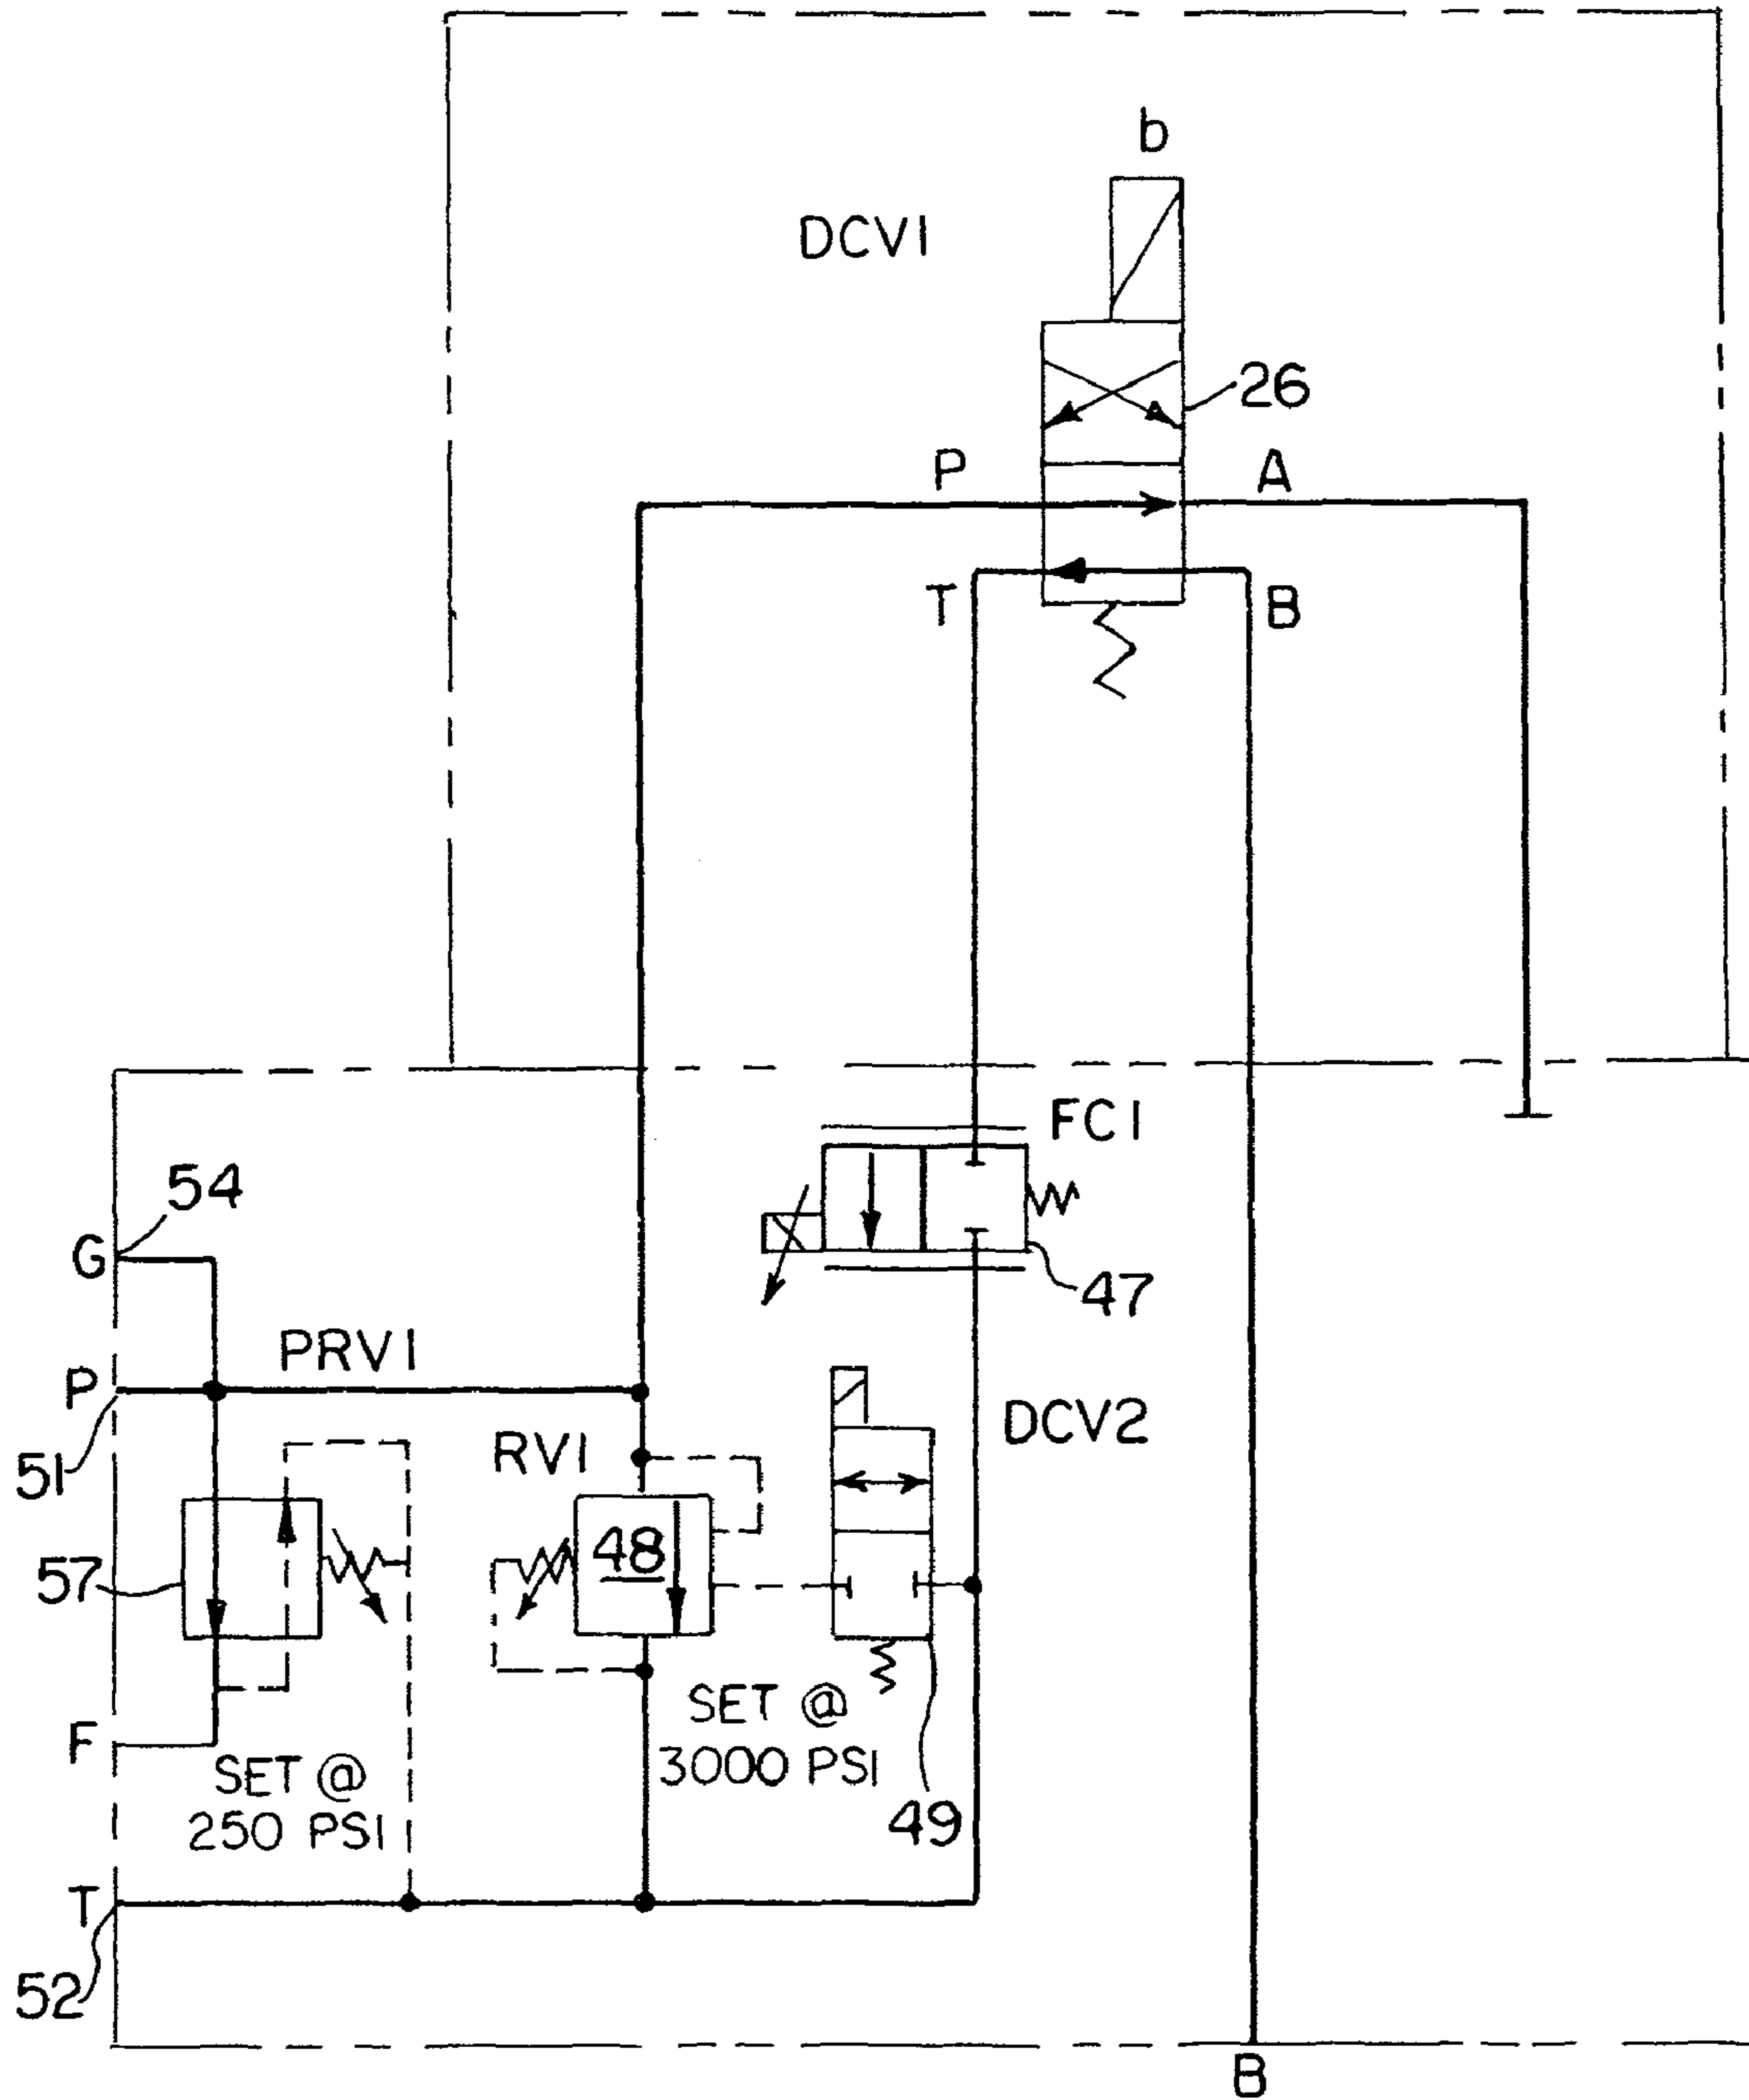 b
DCV1
26
P
A
T
B
FC1
54
G
47
PRV1
P
DCV2
51
RV1
48
57
F
SET @
3000 PSI
SET @
250 PSI
49
T
52
B